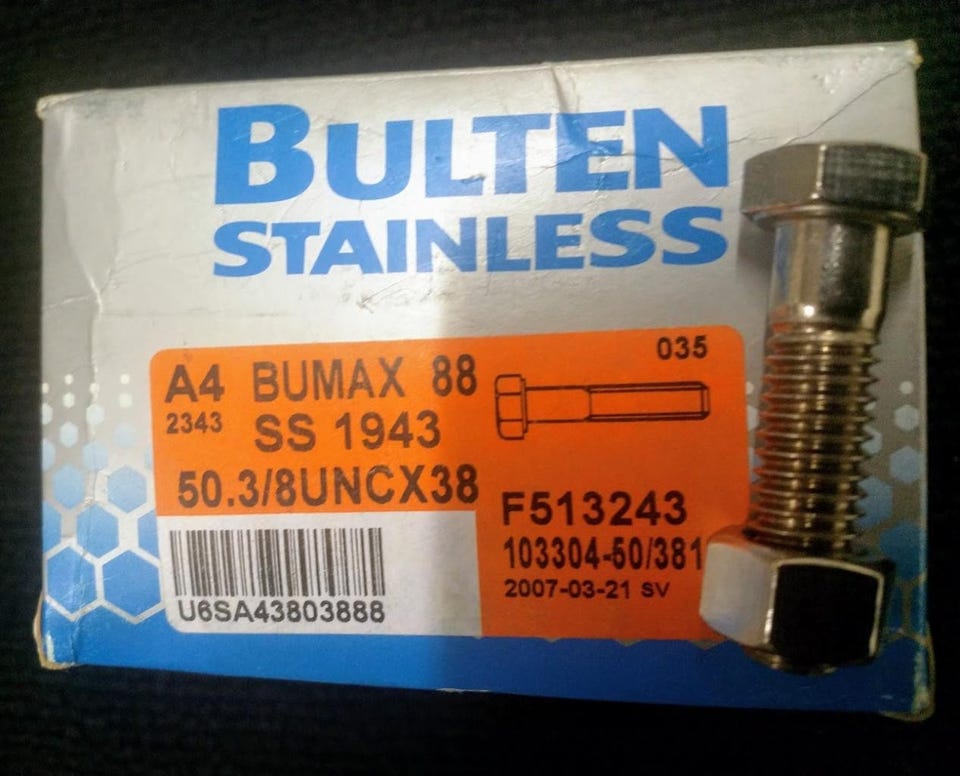 BULTEN
STAINLESS
035
A4 BUMAX 88
2343
SS 1943
50.3/8UNCX38
F513243
103304-50/381
2007-03-21 SV
U6SA43803888